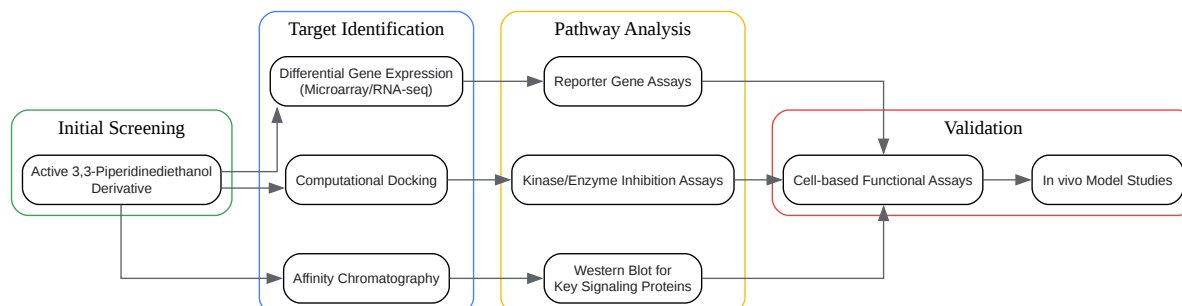 Target Identification
Pathway Analysis
Differential Gene Expression
(Microarray/RNA-seq)
Reporter Gene Assays
Initial Screening
Validation
Active 3,3-Piperidinediethanol
Derivative
Computational Docking
Kinase/Enzyme Inhibition Assays
Cell-based Functional Assays
In vivo Model Studies
Affinity Chromatography
Western Blot for
Key Signaling Proteins